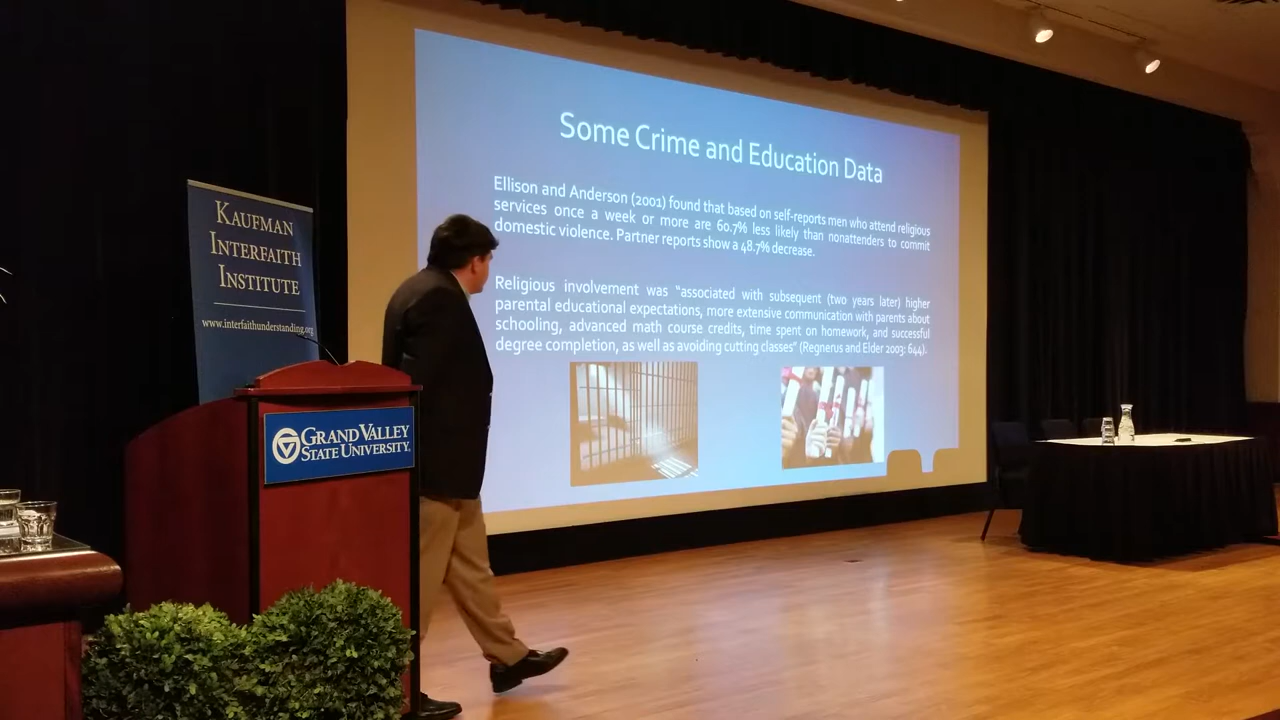 Some Crime and Education Data
Ellison and Anderson (2001) found that based on self-reports men who attend religious
services once a week or more are 60.7% less likely than nonattenders to commit
domestic violence. Partner reports show a 48.7% decrease.
Religious involvement was “associated with subsequent (two years later) higher
parental educational expectations, more extensive communication with parents about
schooling, advanced math course credits, time spent on homework, and successful
degree completion, as well as avoiding cutting classes” (Regnerus and Elder 2003: 644).
KAUFMAN
INTERFAITH
INSTITUTE
www.interfaithunderstanding.org
GRAND VALLEY
STATE UNIVERSITY.